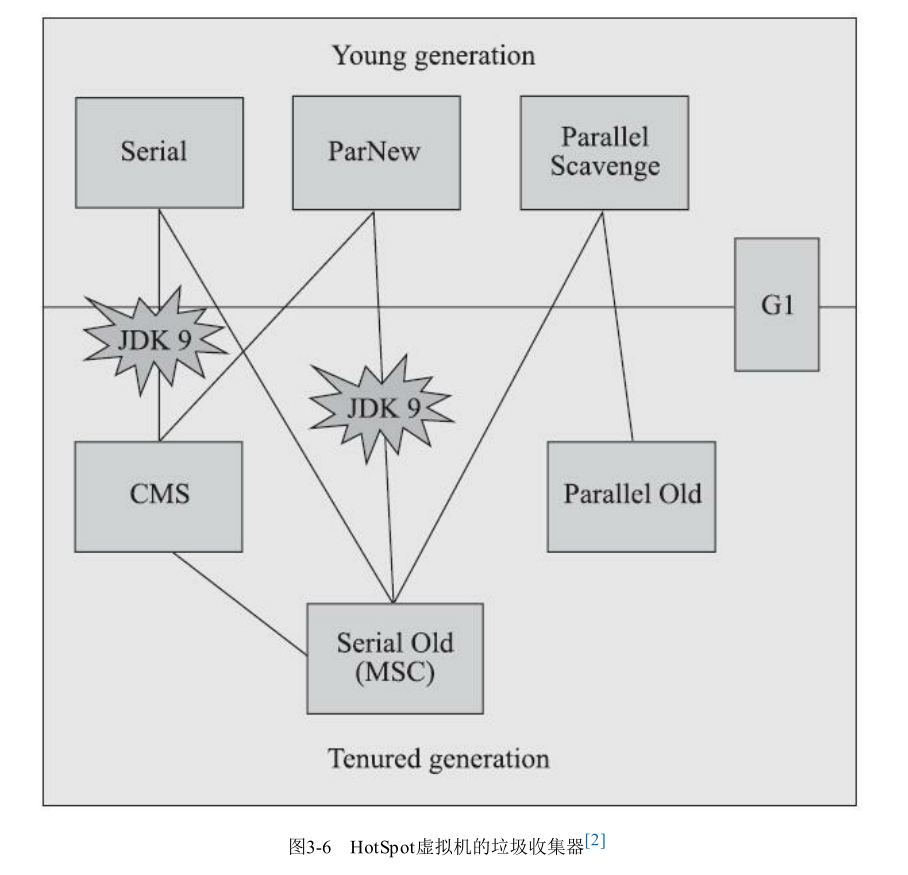 Young generation
Serial
ParNew
Parallel
Scavenge
G1
JDK 9
JDK 9
CMS
Parallel Old
Serial Old
(MSC)
Tenured generation
图3-6 HotSpot虚拟机的垃圾收集器[2]